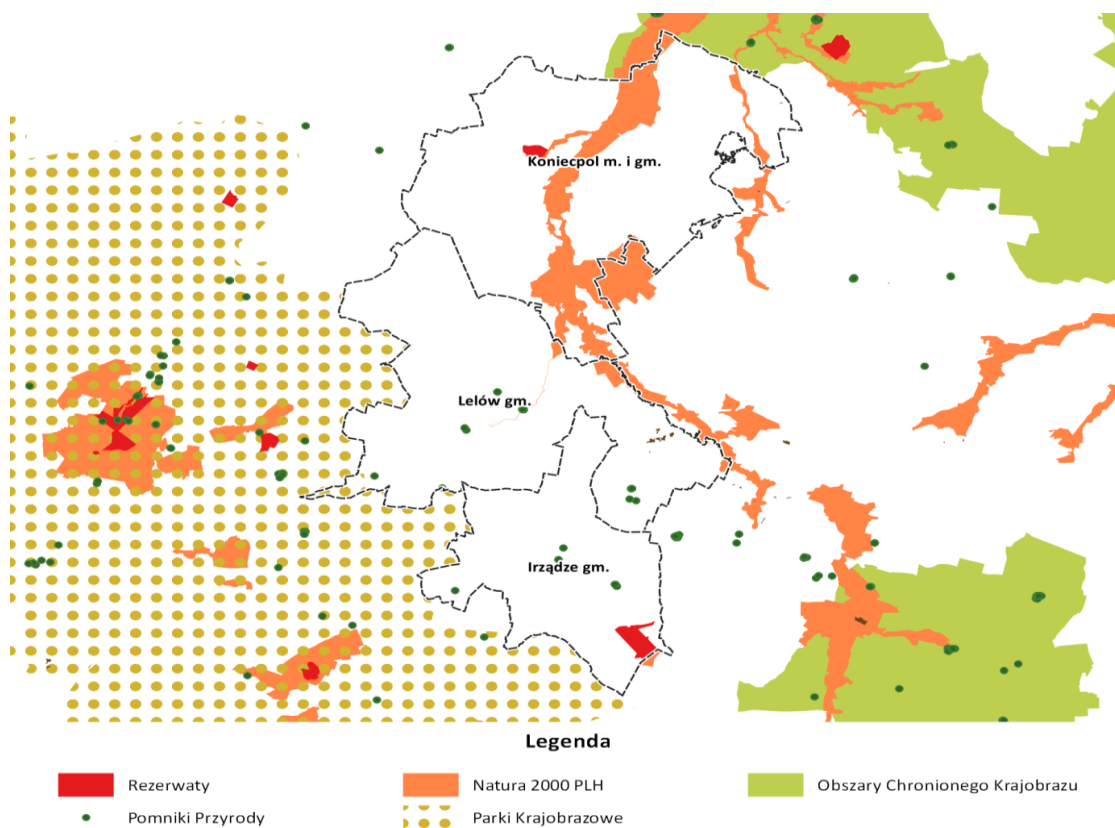 Koniecpol m. i gm.
Lelów gm.
Irządze gm.
Legenda
Rezerwaty
Natura 2000 PLH
Obszary Chronionego Krajobrazu
Pomniki Przyrody
Parki Krajobrazowe